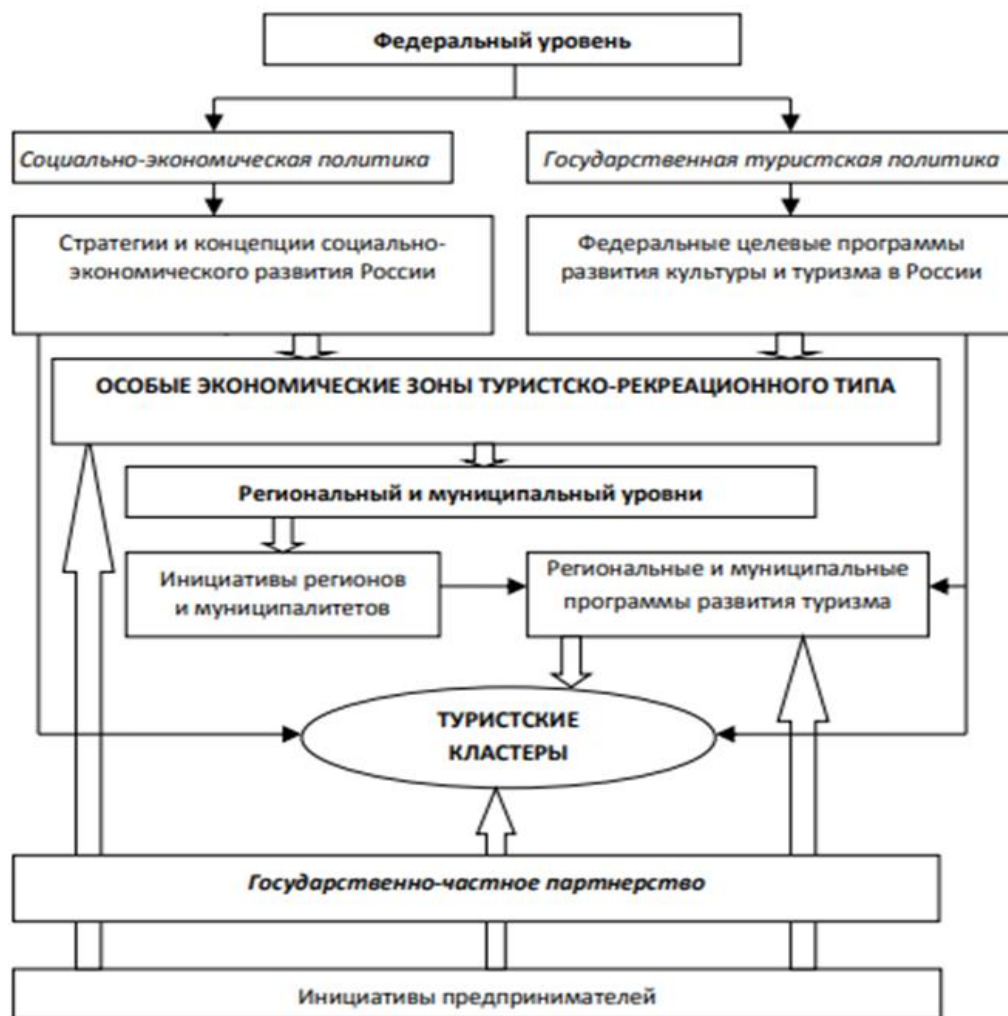 Федеральный уровень
Социально-экономическая политика
Государственная туристская политика
Стратегии и концепции социально-
экономического развития России
Федеральные целевые программы
развития культуры и туризма в России
ОСОБЫЕ ЭКОНОМИЧЕСКИЕ ЗОНЫ ТУРИСТСКО-РЕКРЕАЦИОННОГО ТИПА
Региональный и муниципальный уровни
Инициативы регионов
и муниципалитетов
Региональные и муниципальные
программы развития туризма
ТУРИСТСКИЕ
КЛАСТЕРЫ
Государственно-частное партнерство
Инициативы предпринимателей